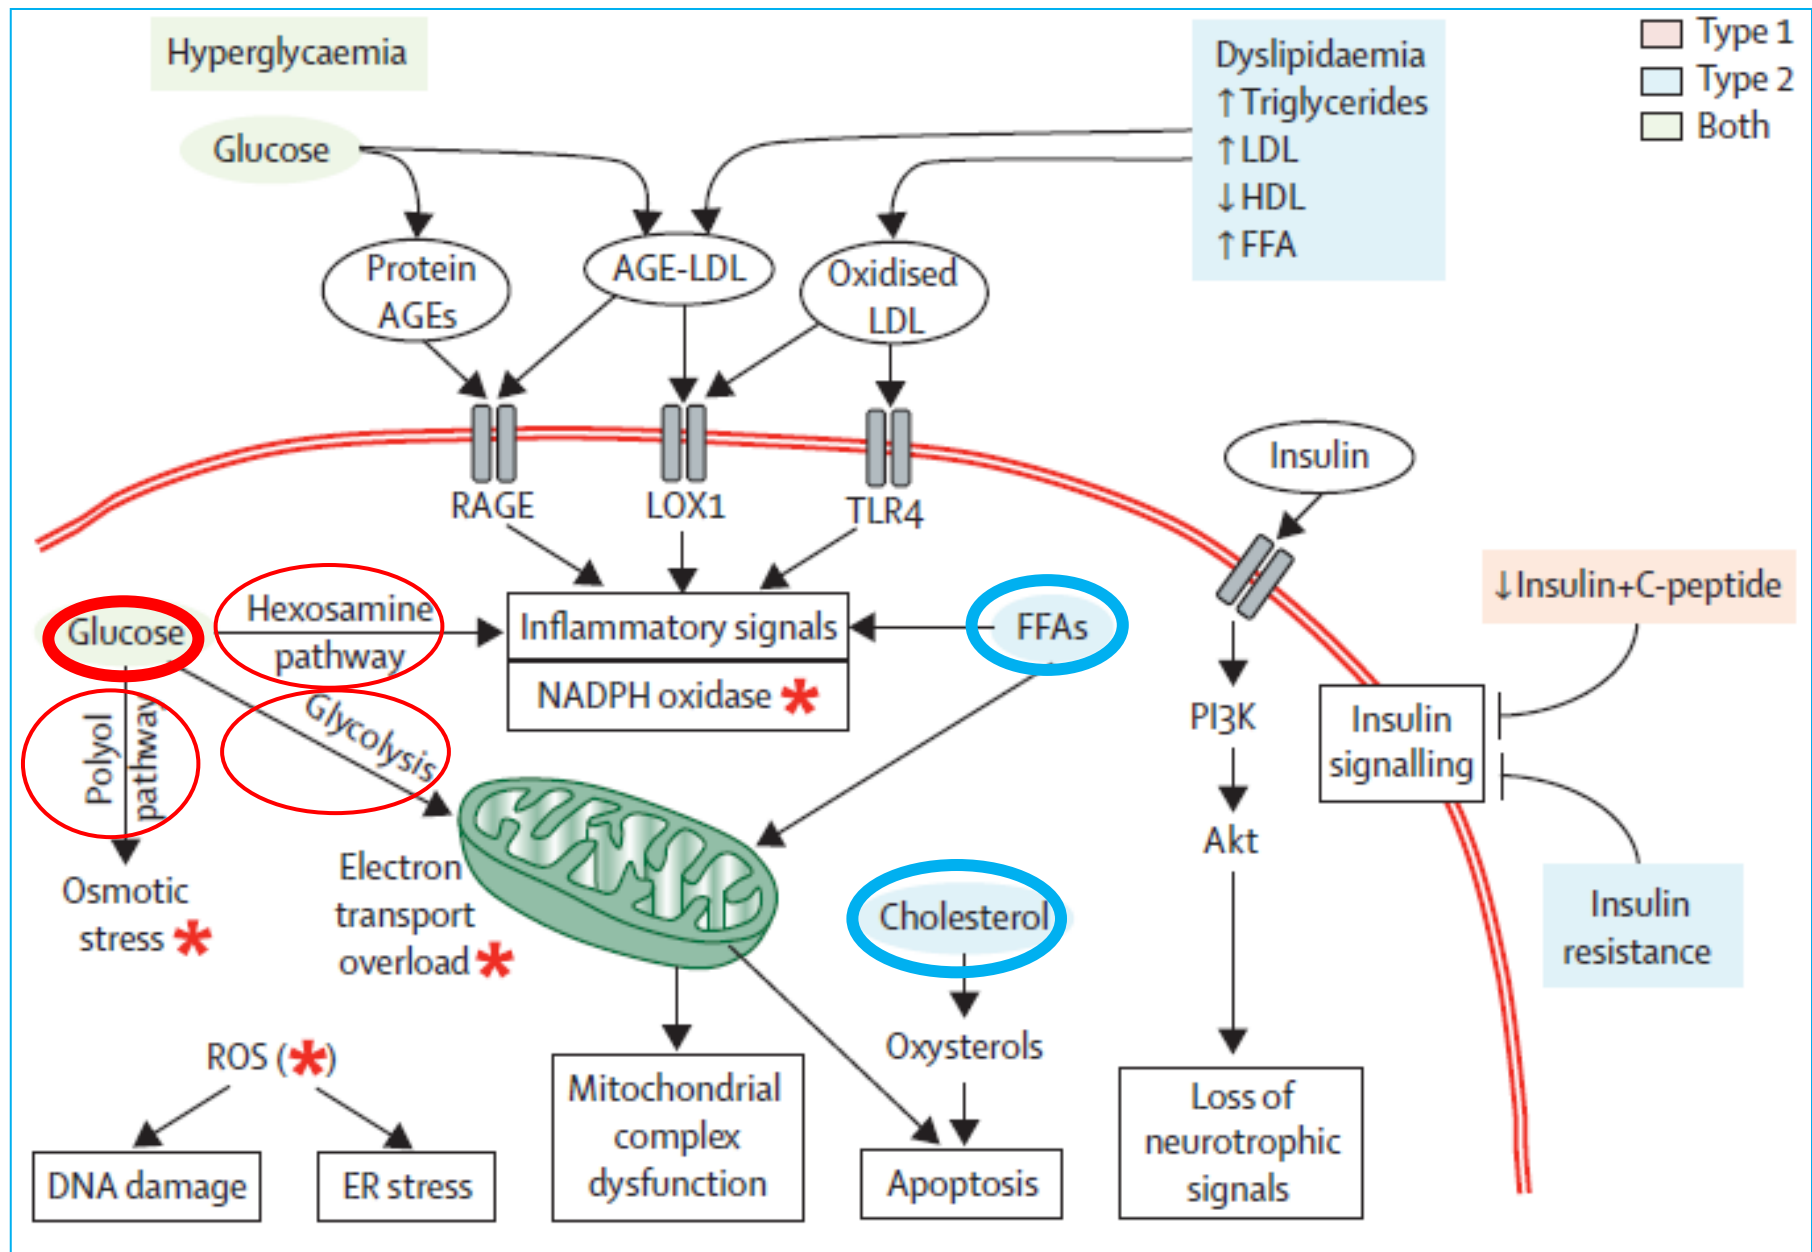 Hyperglycaemia
Glucose
Dyslipidaemia
↑Triglycerides
↑LDL
↓HDL
↑FFA
Type 1
Type 2
Both
Protein
AGEs
AGE-LDL
Oxidised
LDL
RAGE
LOX1
TLR4
Insulin
↓Insulin+C-peptide
Glucose
Hexosamine
pathway
Inflammatory signals
NADPH oxidase *
FFAs
Polyol
pathway
Glycolysis
PI3K
Akt
Insulin
signalling
Insulin
resistance
Osmotic
stress *
Electron
transport
overload *
Cholesterol
Oxysterols
ROS (*)
DNA damage
ER stress
Mitochondrial
complex
dysfunction
Apoptosis
Loss of
neurotrophic
signals